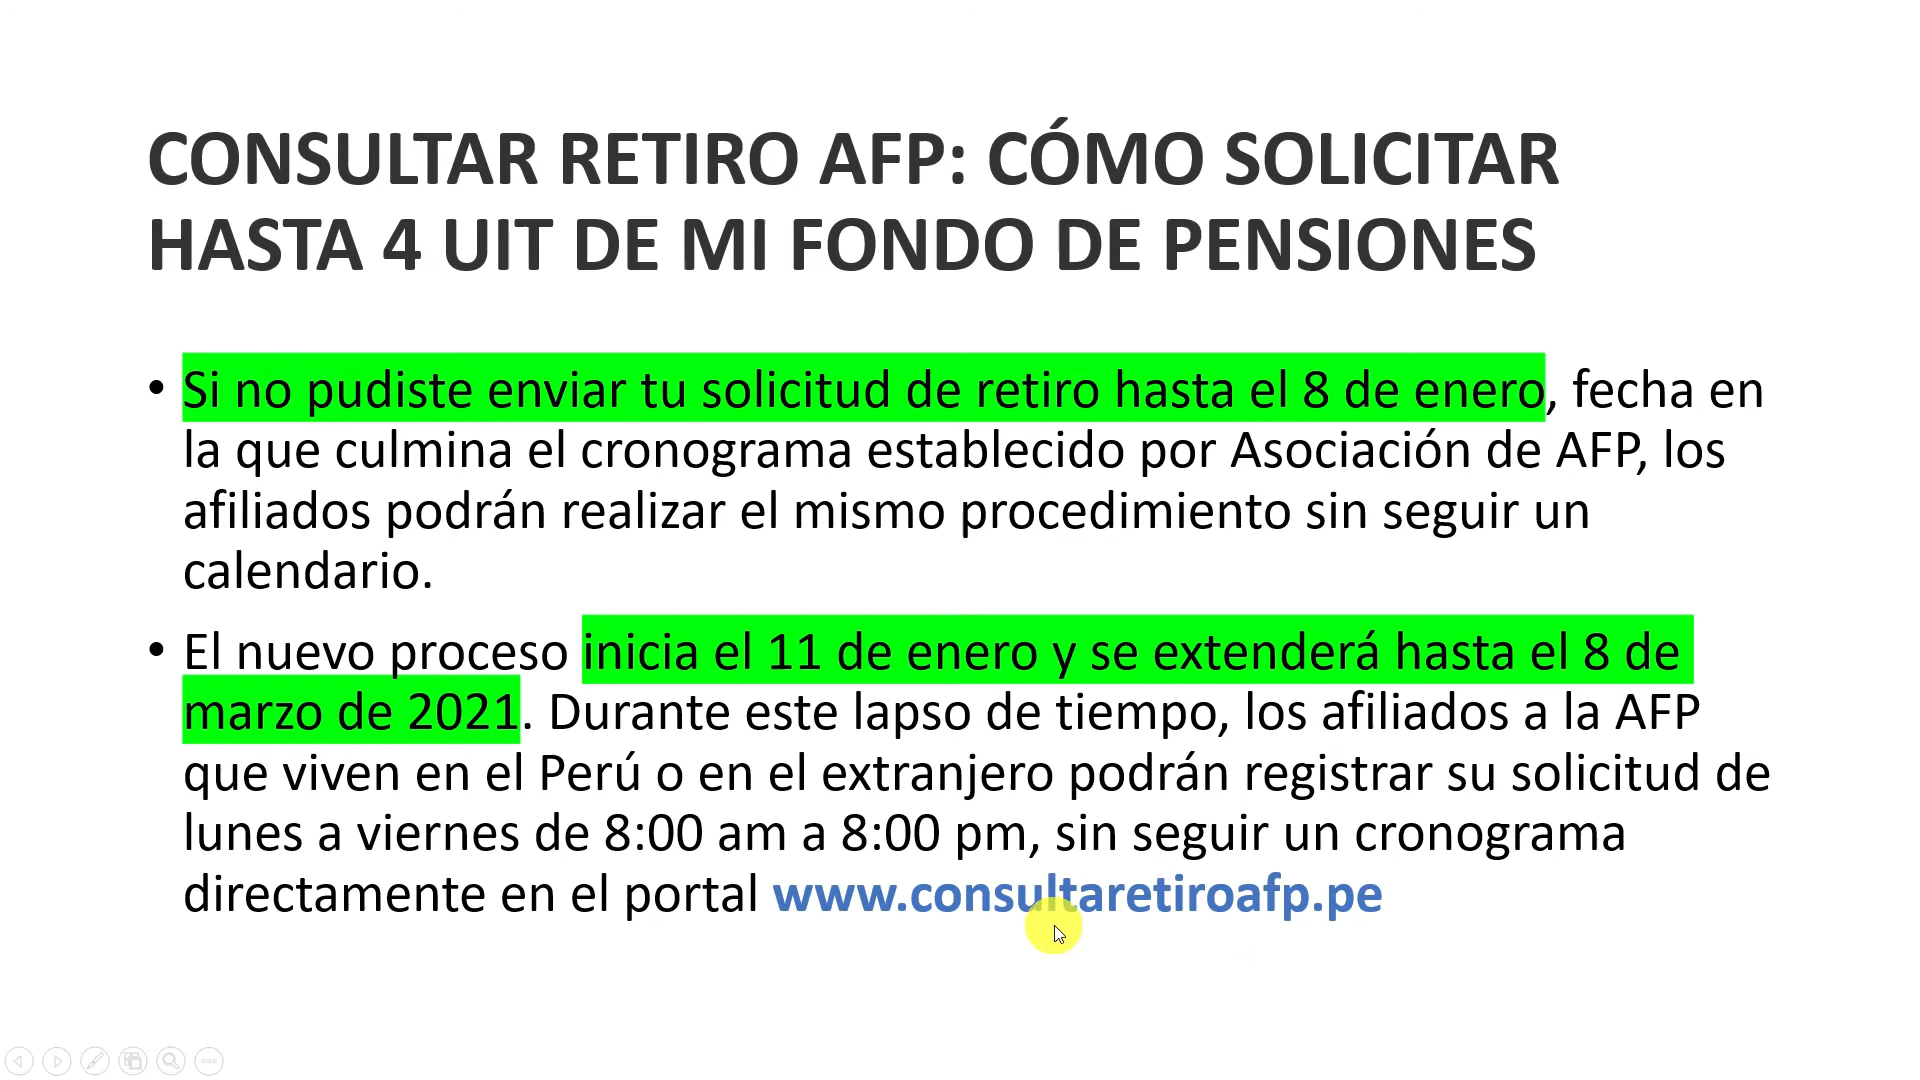 CONSULTAR RETIRO AFP: CÓMO SOLICITAR
HASTA 4 UIT DE MI FONDO DE PENSIONES
• Si no pudiste enviar tu solicitud de retiro hasta el 8 de enero, fecha en
la que culmina el cronograma establecido por Asociación de AFP, los
afiliados podrán realizar el mismo procedimiento sin seguir un
calendario.
• El nuevo proceso inicia el 11 de enero y se extenderá hasta el 8 de
marzo de 2021. Durante este lapso de tiempo, los afiliados a la AFP
que viven en el Perú o en el extranjero podrán registrar su solicitud de
lunes a viernes de 8:00 am a 8:00 pm, sin seguir un cronograma
directamente en el portal www.consultaretiroafp.pe